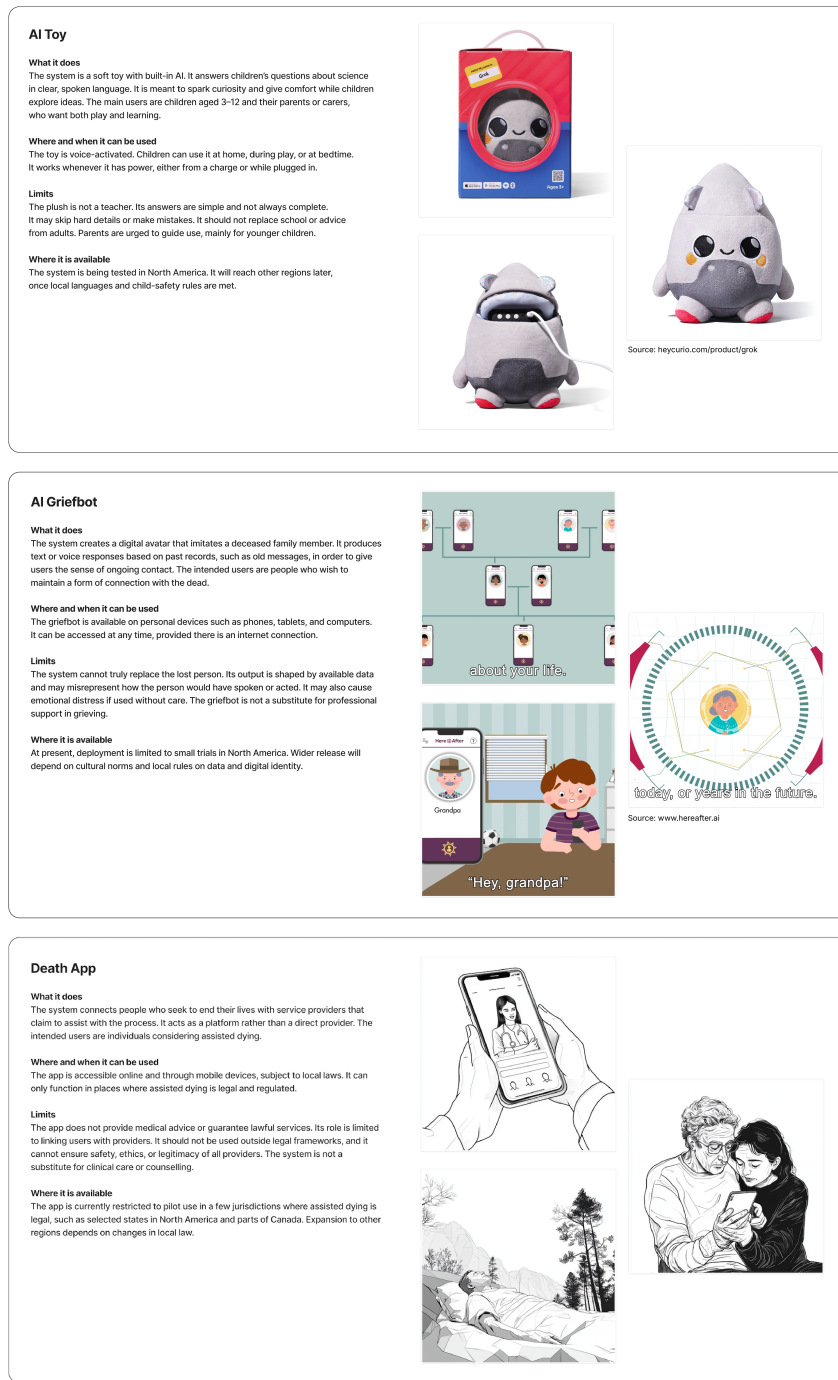 AI Toy
What it does
The system is a soft toy with built-in AI. It answers children's questions about science
in clear, spoken language. It is meant to spark curiosity and give comfort while children
explore ideas. The main users are children aged 3–12 and their parents or carers,
who want both play and learning.
Where and when it can be used
The toy is voice-activated. Children can use it at home, during play, or at bedtime.
It works whenever it has power, either from a charge or while plugged in.
Limits
The plush is not a teacher. Its answers are simple and not always complete.
It may skip hard details or make mistakes. It should not replace school or advice
from adults. Parents are urged to guide use, mainly for younger children.
Where it is available
The system is being tested in North America. It will reach other regions later,
once local languages and child-safety rules are met.
Grok
Ages 3+
Source: heycurio.com/product/grok
AI Griefbot
What it does
The system creates a digital avatar that imitates a deceased family member. It produces
text or voice responses based on past records, such as old messages, in order to give
users the sense of ongoing contact. The intended users are people who wish to
maintain a form of connection with the dead.
Where and when it can be used
The griefbot is available on personal devices such as phones, tablets, and computers.
It can be accessed at any time, provided there is an internet connection.
Limits
The system cannot truly replace the lost person. Its output is shaped by available data
and may misrepresent how the person would have spoken or acted. It may also cause
emotional distress if used without care. The griefbot is not a substitute for professional
support in grieving.
Where it is available
At present, deployment is limited to small trials in North America. Wider release will
depend on cultural norms and local rules on data and digital identity.
about your life.
Here After
Grandpa
"Hey, grandpa!"
today, or years in the future.
Source: www.hereafter.ai
Death App
What it does
The system connects people who seek to end their lives with service providers that
claim to assist with the process. It acts as a platform rather than a direct provider. The
intended users are individuals considering assisted dying.
Where and when it can be used
The app is accessible online and through mobile devices, subject to local laws. It can
only function in places where assisted dying is legal and regulated.
Limits
The app does not provide medical advice or guarantee lawful services. Its role is limited
to linking users with providers. It should not be used outside legal frameworks, and it
cannot ensure safety, ethics, or legitimacy of all providers. The system is not a
substitute for clinical care or counselling.
Where it is available
The app is currently restricted to pilot use in a few jurisdictions where assisted dying is
legal, such as selected states in North America and parts of Canada. Expansion to other
regions depends on changes in local law.